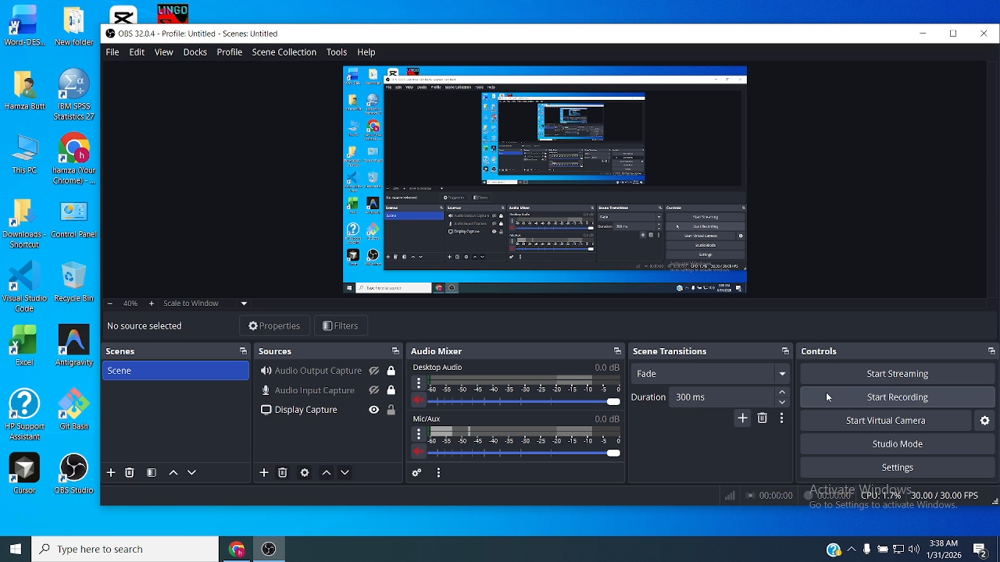 LINGO
Word-DES...
New folder
OBS 32.0.4 - Profile: Untitled - Scenes: Untitled
File Edit View Docks Profile Scene Collection Tools Help
Hamza Butt
IBM SPSS
Statistics 27
This PC
hamza (Your
Chrome) - ...
Downloads -
Shortcut
Control Panel
Visual Studio
Code
Recycle Bin
40% Scale to Window
No source selected Properties Filters
Excel
Antigravity
HP Support
Assistant
Git Bash
Cursor
OBS Studio
Scenes
Scene
Sources
Audio Output Capture
Audio Input Capture
Display Capture
Audio Mixer
Desktop Audio 0.0 dB
-60 -55 -50 -45 -40 -35 -30 -25 -20 -15 -10 -5 0
Mic/Aux 0.0 dB
-60 -55 -50 -45 -40 -35 -30 -25 -20 -15 -10 -5 0
Scene Transitions
Fade
Duration 300 ms
Controls
Start Streaming
Start Recording
Start Virtual Camera
Studio Mode
Settings
Activate Windows
Go to Settings to activate Windows.
00:00:00 00:00:00 CPU: 1.7% 30.00 / 30.00 FPS
Type here to search
3:38 AM
1/31/2026
2